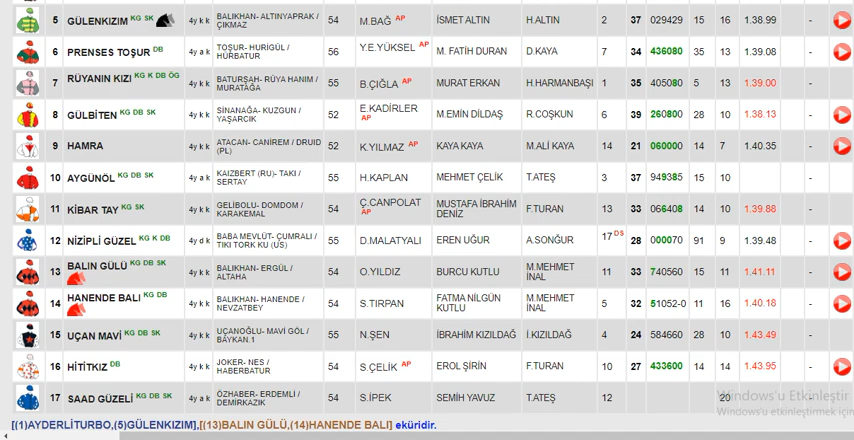 5 GÜLENKIZIM KG SK 4y k k BALIKHAN- ALTINYAPRAK / ÇIKMAZ 54 M.BAĞ AP İSMET ALTIN H.ALTIN 2 37 029429 15 16 1.38.99 -
6 PRENSES TOŞUR DB 4y a k TOŞUR- HURİGÜL / HÜRBATUR 56 Y.E.YÜKSEL AP M. FATİH DURAN D.KAYA 7 34 436080 35 13 1.39.08 -
7 RÜYANIN KIZI KG K DB ÖG 4y k k BATURŞAH- RÜYA HANIM / MURATAĞA 55 B.ÇIĞLA AP MURAT ERKAN H.HARMANBAŞI 1 35 405080 5 13 1.39.00 -
8 GÜLBİTEN KG DB SK 4y k k SİNANAĞA- KUZGUN / YAŞARCIK 52 E.KADİRLER AP M.EMİN DİLDAŞ R.COŞKUN 6 39 260800 28 10 1.38.13 -
9 HAMRA 4y k k ATACAN- CANİREM / DRUID (PL) 52 K.YILMAZ AP KAYA KAYA M.ALİ KAYA 14 21 060000 14 7 1.40.35 -
10 AYGÜNÖL KG DB SK 4y a k KAIZBERT (RU)- TAKI / SERTAY 55 H.KAPLAN MEHMET ÇELİK T.ATEŞ 3 37 949385 15 10 -
11 KİBAR TAY KG SK 4y k k GELİBOLU- DOMDOM / KARAKEMAL 54 Ç.CANPOLAT AP MUSTAFA İBRAHİM DENİZ F.TURAN 13 33 066408 14 10 1.39.88 -
12 NİZİPLİ GÜZEL KG K DB 4y d k BABA MEVLÜT- ÇUMRALI / TIKI TORK KU (US) 55 D.MALATYALI EREN UĞUR A.SONĞUR 17 DS 28 000070 91 9 1.39.48 -
13 BALIN GÜLÜ KG DB SK 4y k k BALIKHAN- ERGÜL / ALTAHA 54 O.YILDIZ BURCU KUTLU M.MEHMET İNAL 11 33 740560 15 11 1.41.11 -
14 HANENDE BALI KG DB 4y k k BALIKHAN- HANENDE / NEVZATBEY 54 S.TIRPAN FATMA NİLGÜN KUTLU M.MEHMET İNAL 5 32 51052-0 11 16 1.40.18 -
15 UÇAN MAVİ KG DB SK 4y k k UÇANOĞLU- MAVİ GÖL / BAYKAN.1 55 N.ŞEN İBRAHİM KIZILDAĞ İ.KIZILDAĞ 4 24 584660 28 10 1.43.49 -
16 HİTİTKIZ DB 4y k k JOKER- NES / HABERBATUR 54 S.ÇELİK AP EROL ŞİRİN F.TURAN 10 27 433600 14 14 1.43.95 -
17 SAAD GÜZELİ KG DB SK 4y a k ÖZHABER- ERDEMLİ / DEMİRKAZIK 54 S.İPEK SEMİH YAVUZ T.ATEŞ 12 20 -
Windows'u Etkinleştir
Windows'u etkinleştirmek için
[(1)AYDERLİTURBO,(5)GÜLENKIZIM],[(13)BALIN GÜLÜ,(14)HANENDE BALI] eküridir.